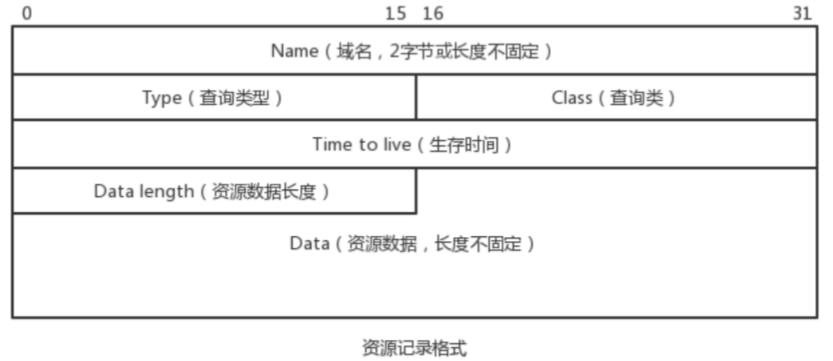 0 15 16 31
Name（域名，2字节或长度不固定）
Type（查询类型） Class（查询类）
Time to live（生存时间）
Data length（资源数据长度）
Data（资源数据，长度不固定）
资源记录格式